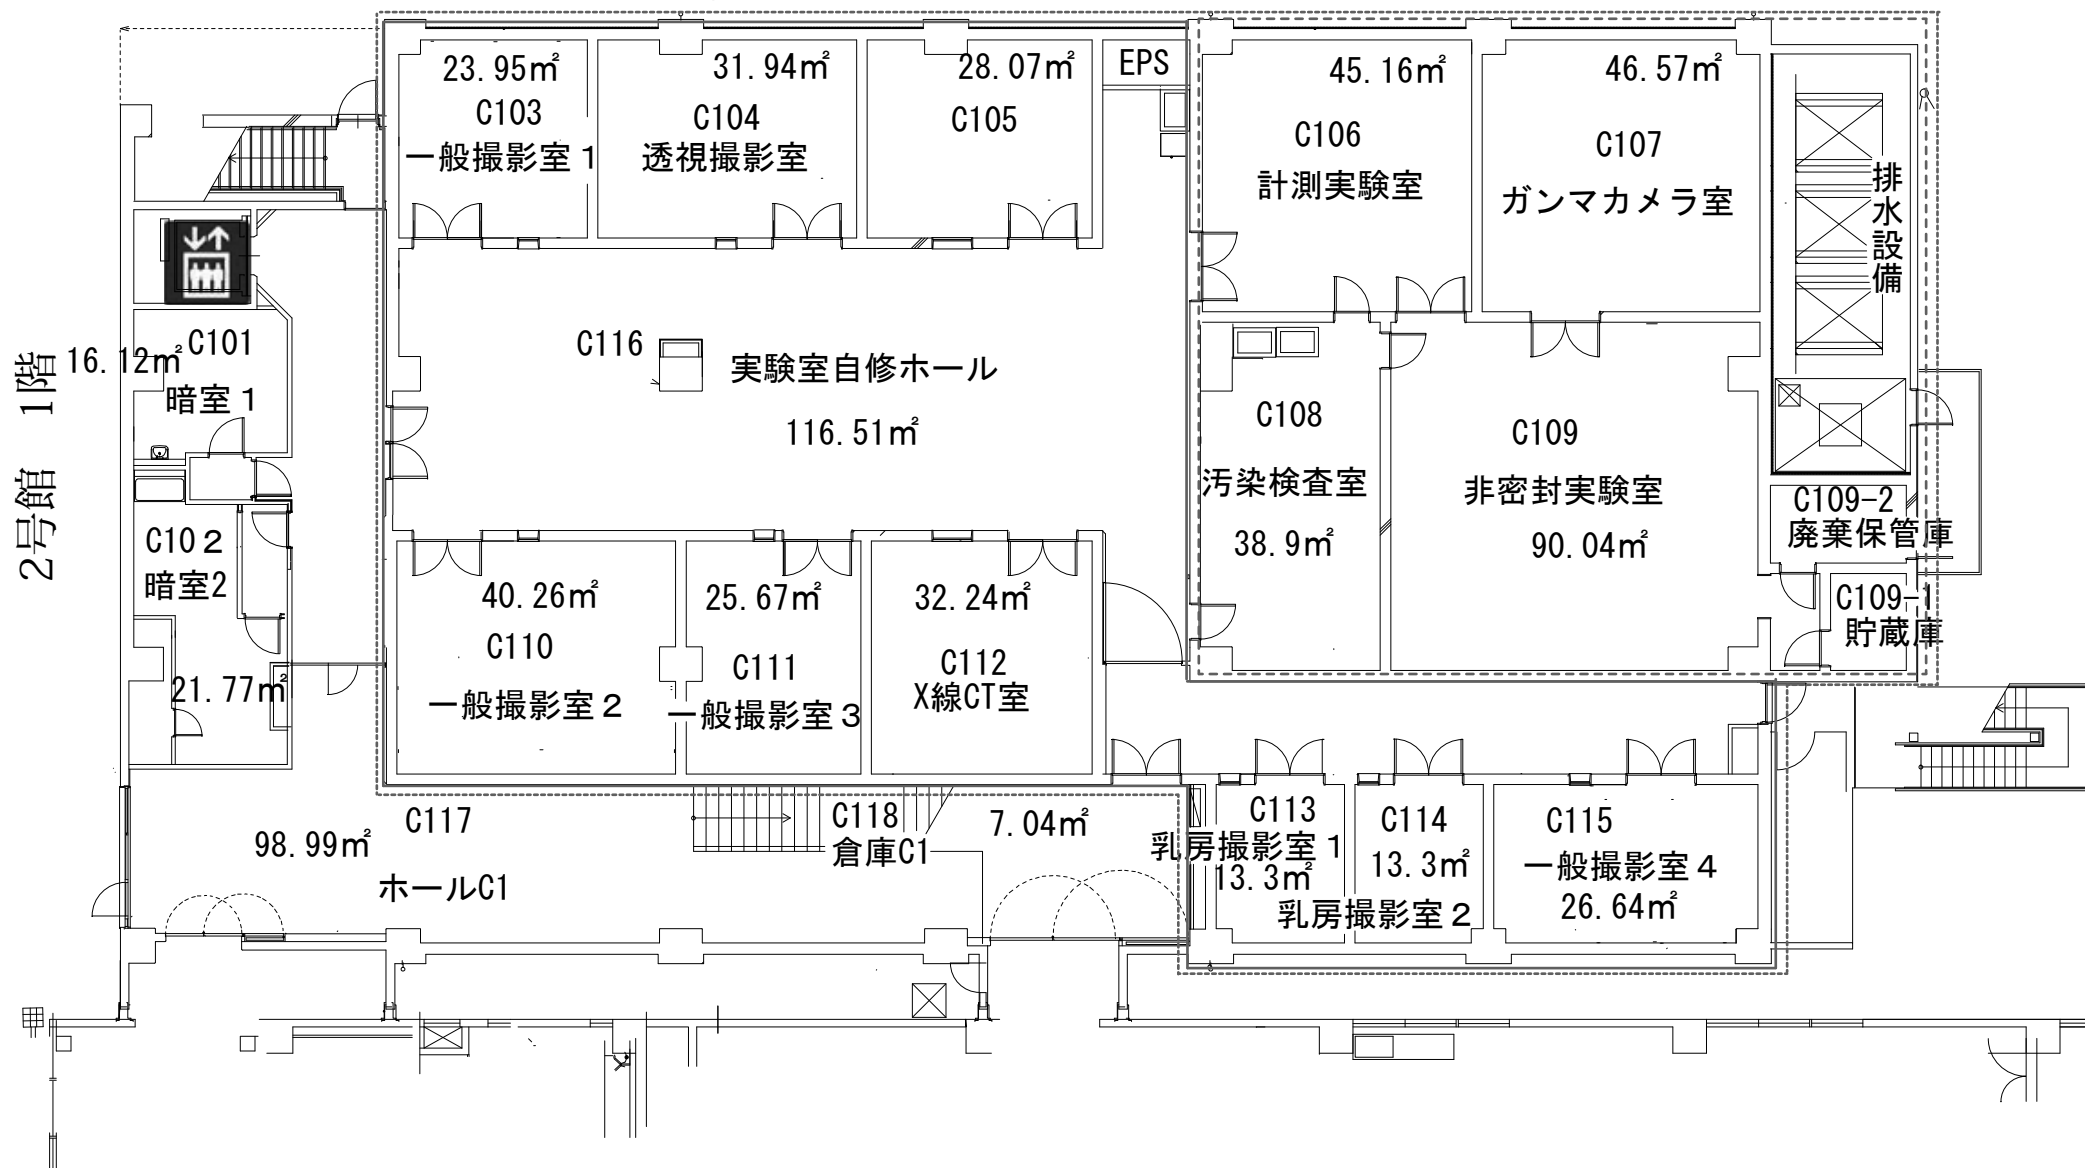 2号館 1階
23.95㎡
C103
一般撮影室1
31.94㎡
C104
透視撮影室
28.07㎡
C105
EPS
45.16㎡
C106
計測実験室
46.57㎡
C107
ガンマカメラ室
排水設備
16.12㎡
C101
暗室1
C116
実験室自修ホール
116.51㎡
C108
汚染検査室
38.9㎡
C109
非密封実験室
90.04㎡
C109-2
廃棄保管庫
C109-1
貯蔵庫
C102
暗室2
21.77㎡
40.26㎡
C110
一般撮影室2
25.67㎡
C111
一般撮影室3
32.24㎡
C112
X線CT室
C117
98.99㎡
ホールC1
C118
倉庫C1
7.04㎡
C113
乳房撮影室1
13.3㎡
C114
13.3㎡
乳房撮影室2
C115
一般撮影室4
26.64㎡